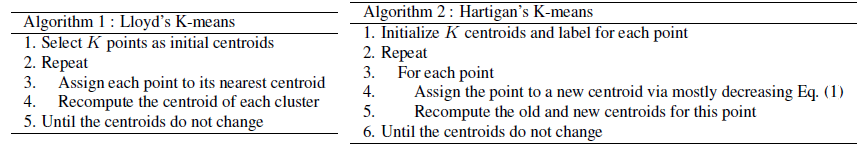 Algorithm 1 : Lloyd's K-means
1. Select K points as initial centroids
2. Repeat
3. Assign each point to its nearest centroid
4. Recompute the centroid of each cluster
5. Until the centroids do not change
Algorithm 2 : Hartigan's K-means
1. Initialize K centroids and label for each point
2. Repeat
3. For each point
4. Assign the point to a new centroid via mostly decreasing Eq. (1)
5. Recompute the old and new centroids for this point
6. Until the centroids do not change